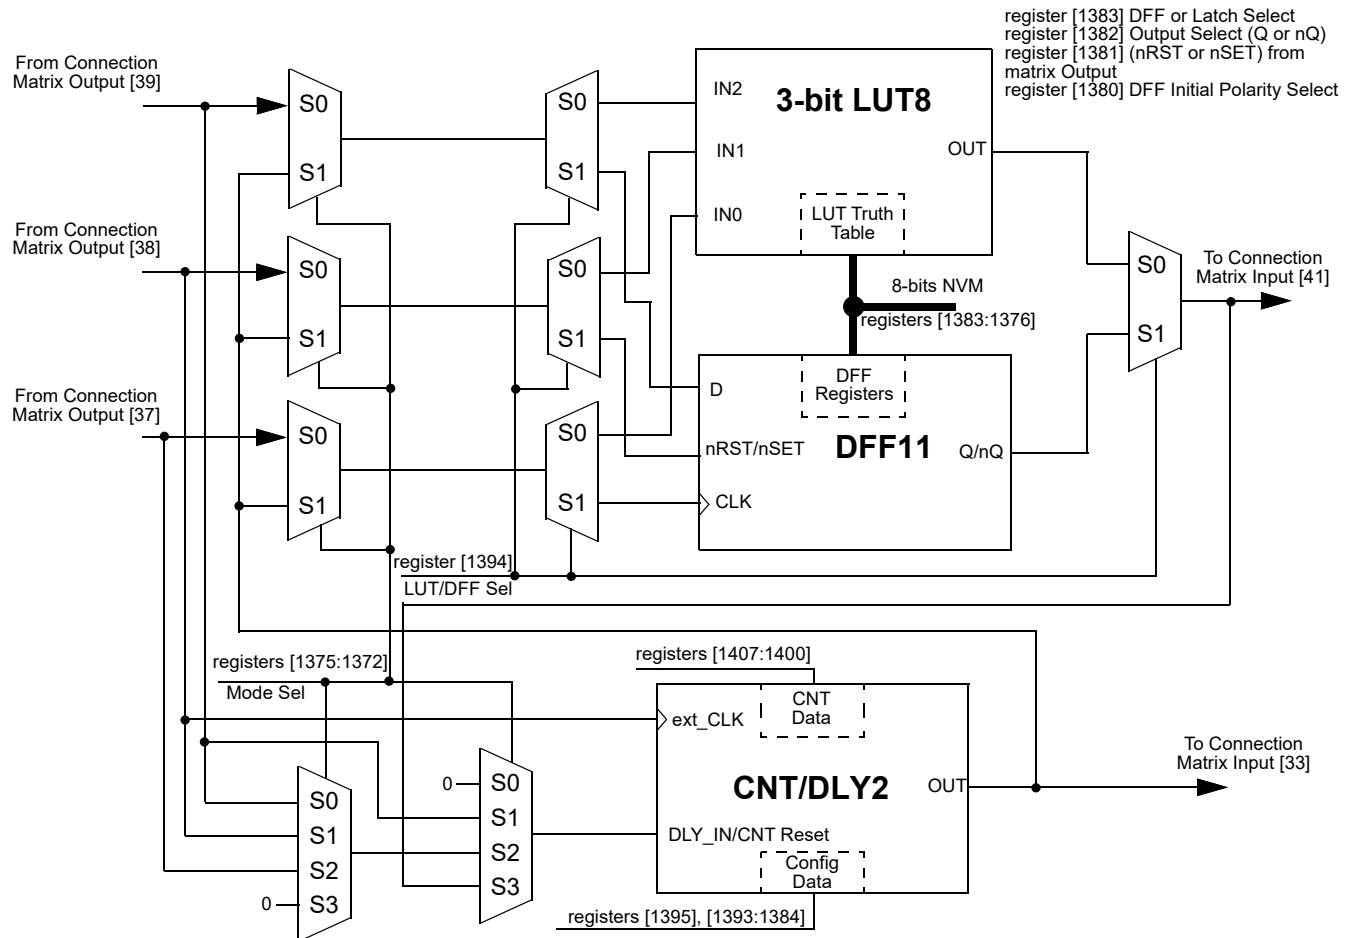 register [1383] DFF or Latch Select
register [1382] Output Select (Q or nQ)
register [1381] (nRST or nSET) from
matrix Output
register [1380] DFF Initial Polarity Select
From Connection
Matrix Output [39]
S0
S1
S0
S1
IN2
3-bit LUT8
IN1
OUT
IN0
LUT Truth
Table
From Connection
Matrix Output [38]
S0
S1
S0
S1
8-bits NVM
registers [1383:1376]
S0
S1
To Connection
Matrix Input [41]
From Connection
Matrix Output [37]
S0
S1
S0
S1
D
DFF
Registers
nRST/nSET
DFF11
Q/nQ
CLK
register [1394]
LUT/DFF Sel
registers [1375:1372]
Mode Sel
registers [1407:1400]
ext_CLK
CNT
Data
CNT/DLY2
OUT
To Connection
Matrix Input [33]
DLY_IN/CNT Reset
Config
Data
registers [1395], [1393:1384]
0
S0
S1
S2
S3
S0
S1
S2
0
S3